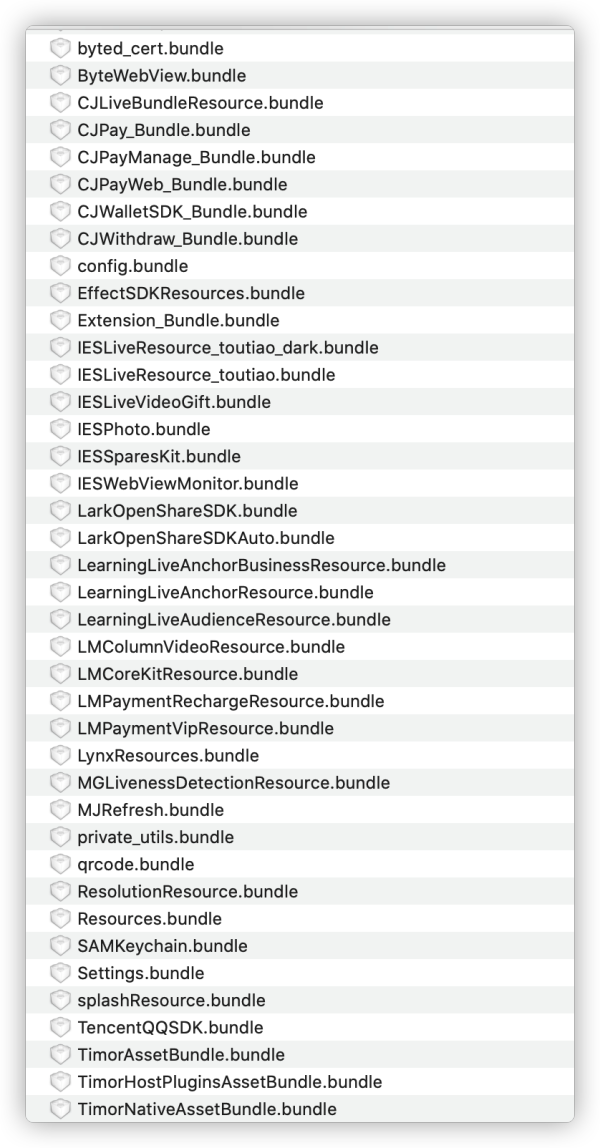 byted_cert.bundle
ByteWebView.bundle
CJLiveBundleResource.bundle
CJPay_Bundle.bundle
CJPayManage_Bundle.bundle
CJPayWeb_Bundle.bundle
CJWalletSDK_Bundle.bundle
CJWithdraw_Bundle.bundle
config.bundle
EffectSDKResources.bundle
Extension_Bundle.bundle
IESLiveResource_toutiao_dark.bundle
IESLiveResource_toutiao.bundle
IESLiveVideoGift.bundle
IESPhoto.bundle
IESSparesKit.bundle
IESWebViewMonitor.bundle
LarkOpenShareSDK.bundle
LarkOpenShareSDKAuto.bundle
LearningLiveAnchorBusinessResource.bundle
LearningLiveAnchorResource.bundle
LearningLiveAudienceResource.bundle
LMColumnVideoResource.bundle
LMCoreKitResource.bundle
LMPaymentRechargeResource.bundle
LMPaymentVipResource.bundle
LynxResources.bundle
MGLivenessDetectionResource.bundle
MJRefresh.bundle
private_utils.bundle
qrcode.bundle
ResolutionResource.bundle
Resources.bundle
SAMKeychain.bundle
Settings.bundle
splashResource.bundle
TencentQQSDK.bundle
TimorAssetBundle.bundle
TimorHostPluginsAssetBundle.bundle
TimorNativeAssetBundle.bundle